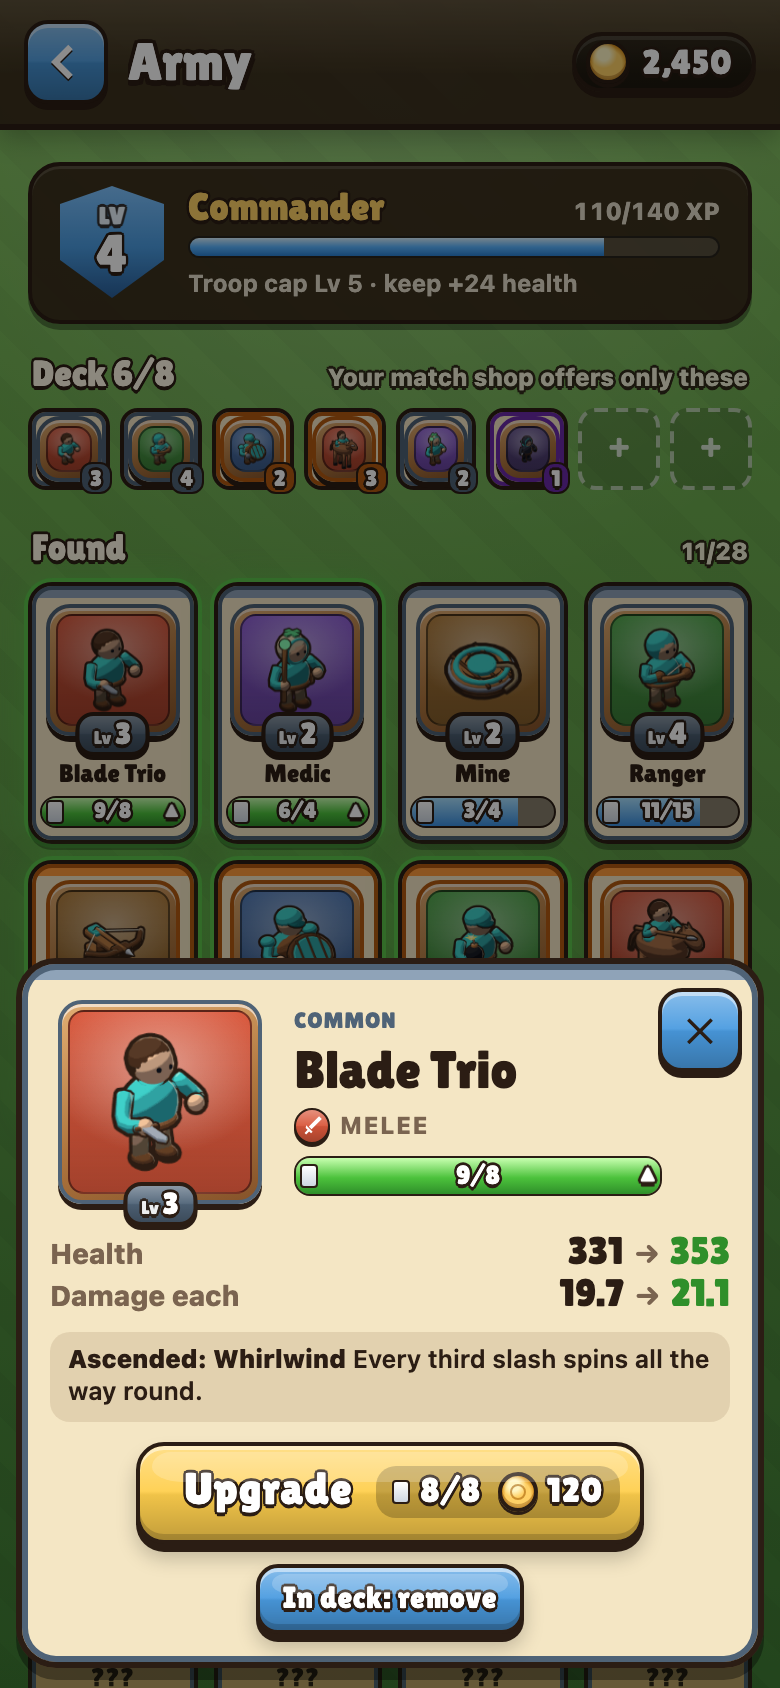 Army
2,450
LV
4
Commander
110/140 XP
Troop cap Lv 5 · keep +24 health
Deck 6/8
Your match shop offers only these
3
4
2
3
2
1
+
+
Found
11/28
Lv 3
Lv 2
Lv 2
Lv 4
Blade Trio
Medic
Mine
Ranger
9/8
6/4
3/4
11/15
COMMON
Blade Trio
MELEE
9/8
Lv 3
Health
331 → 353
Damage each
19.7 → 21.1
Ascended: Whirlwind Every third slash spins all the
way round.
Upgrade 8/8 120
In deck: remove
???
???
???
???